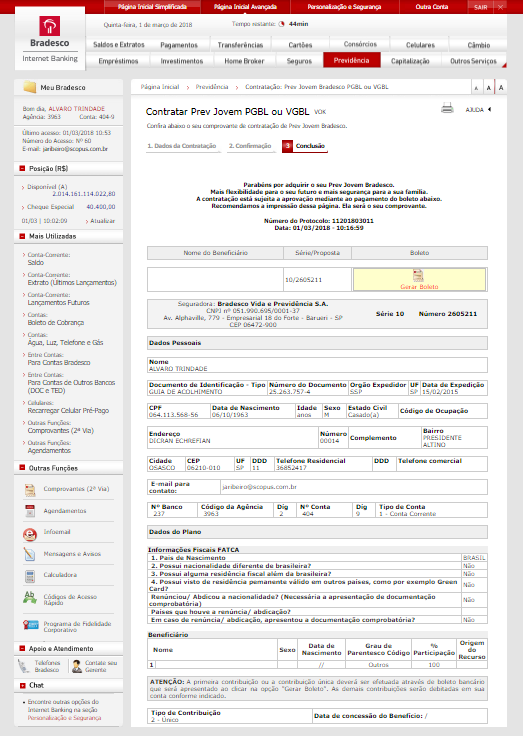 Página Inicial Simplificada Página Inicial Avançada Personalização e Segurança Outra Conta SAIR X
Quinta-feira, 1 de março de 2018 Tempo restante: 44min
Bradesco
Internet Banking
Saldos e Extratos Pagamentos Transferências Cartões Consórcios Celulares Câmbio
Empréstimos Investimentos Home Broker Seguros Previdência Capitalização Outros Serviços
Meu Bradesco
Bom dia, ALVARO TRINDADE
Agência: 3963 Conta: 404-9
Último acesso: 01/03/2018 10:53
Número do Acesso: Nº 60
E-mail: jaribeiro@scopus.com.br
Posição (R$)
Disponível (A)
2.014.161.114.022,80
Cheque Especial 40.400,00
01/03 | 10:02:09 Atualizar
Mais Utilizadas
Conta-Corrente:
Saldo
Conta-Corrente:
Extrato (Últimos Lançamentos)
Conta-Corrente:
Lançamentos Futuros
Contas:
Boleto de Cobrança
Contas:
Água, Luz, Telefone e Gás
Entre Contas:
Para Contas Bradesco
Entre Contas:
Para Contas de Outros Bancos
(DOC e TED)
Celulares:
Recarregar Celular Pré-Pago
Outras Funções:
Comprovantes (2ª Via)
Outras Funções:
Agendamentos
Outras Funções
Comprovantes (2ª Via)
Agendamentos
Infoemail
Mensagens e Avisos
Calculadora
Códigos de Acesso
Rápido
Programa de Fidelidade
Corporativo
Apoio e Atendimento
Telefones
Bradesco
Contate seu
Gerente
Chat
Encontre outras opções do
Internet Banking na seção
Personalização e Segurança
Página Inicial Previdência Contratação: Prev Jovem Bradesco PGBL ou VGBL A A A
Contratar Prev Jovem PGBL ou VGBL VOK AJUDA
Confira abaixo o seu comprovante de contratação de Prev Jovem Bradesco.
1. Dados da Contratação 2. Confirmação 3 Conclusão
Parabéns por adquirir o seu Prev Jovem Bradesco.
Mais flexibilidade para o seu futuro e mais segurança para a sua família.
A contratação está sujeita a aprovação mediante ao pagamento do boleto abaixo.
Recomendamos a impressão dessa página. Ela será o seu comprovante.
Número do Protocolo: 11201803011
Data: 01/03/2018 - 10:16:59
Nome do Beneficiário Série/Proposta Boleto
10/2605211 Gerar Boleto
Seguradora: Bradesco Vida e Previdência S.A.
CNPJ nº 051.990.695/0001-37
Av. Alphaville, 779 - Empresarial 18 do Forte - Barueri - SP
CEP 06472-900
Série 10 Número 2605211
Dados Pessoais
Nome
ALVARO TRINDADE
Documento de Identificação - Tipo Número do Documento Orgão Expedidor UF Data de Expedição
GUIA DE ACOLHIMENTO 25.263.757-4 SSP SP 15/02/2015
CPF Data de Nascimento Idade Sexo Estado Civil Código de Ocupação
064.113.568-56 06/10/1963 anos M Casado(a)
Endereço Número Complemento Bairro
DICRAN ECHREFIAN 00014 PRESIDENTE
ALTINO
Cidade CEP UF DDD Telefone Residencial DDD Telefone comercial
OSASCO 06210-010 SP 11 36852417
E-mail para
contato: jaribeiro@scopus.com.br
Nº Banco Código da Agência Dig Nº Conta Dig Tipo de Conta
237 3963 2 404 9 1 - Conta Corrente
Dados do Plano
Informações Fiscais FATCA
1. País de Nascimento BRASIL
2. Possui nacionalidade diferente de brasileira? Não
3. Possui alguma residência fiscal além da brasileira? Não
4. Possui visto de residência pemanente válido em outros países, como por exemplo Green
Card? Não
Renúnciou/ Abdicou a nacionalidade? (Necessária a apresentação de documentação
comprobatória) Não
Países que houve a renúncia/ abdicação?
Em caso de renúncia/ abdicação, apresentou a documentação comprobatória? Não
Beneficiário
Nome Sexo Data de Nascimento Grau de Parentesco Código % Participação Origem do Recurso
1 // Outros 100
ATENÇÃO: A primeira contribuição ou a contribuição única deverá ser efetuada através de boleto bancário
que será apresentado ao clicar na opção "Gerar Boleto". As demais contribuições serão debitadas em sua
conta conforme indicado.
Tipo de Contribuição
2 - Único
Data de concessão do Benefício: /